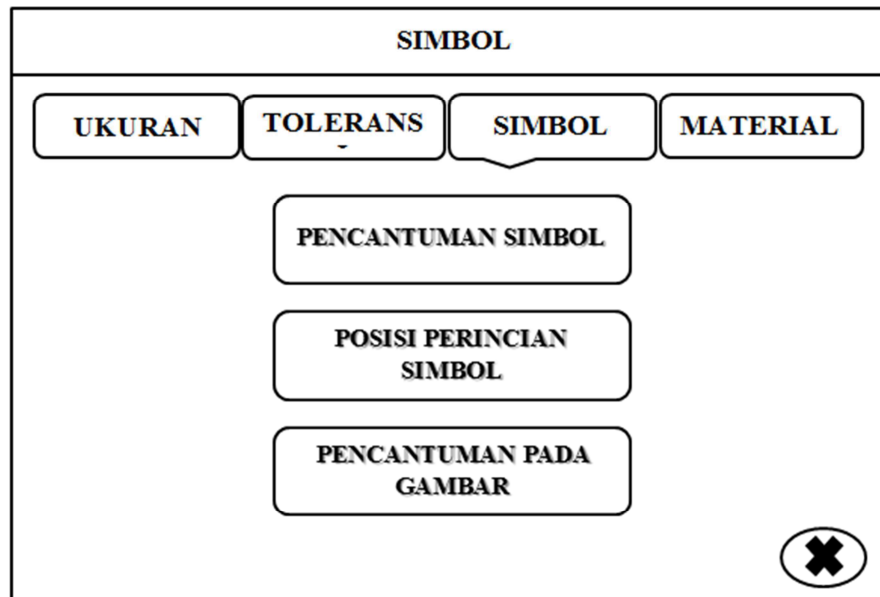 SIMBOL
UKURAN
TOLERANS
SIMBOL
MATERIAL
PENCANTUMAN SIMBOL
POSISI PERINCIAN
SIMBOL
PENCANTUMAN PADA
GAMBAR